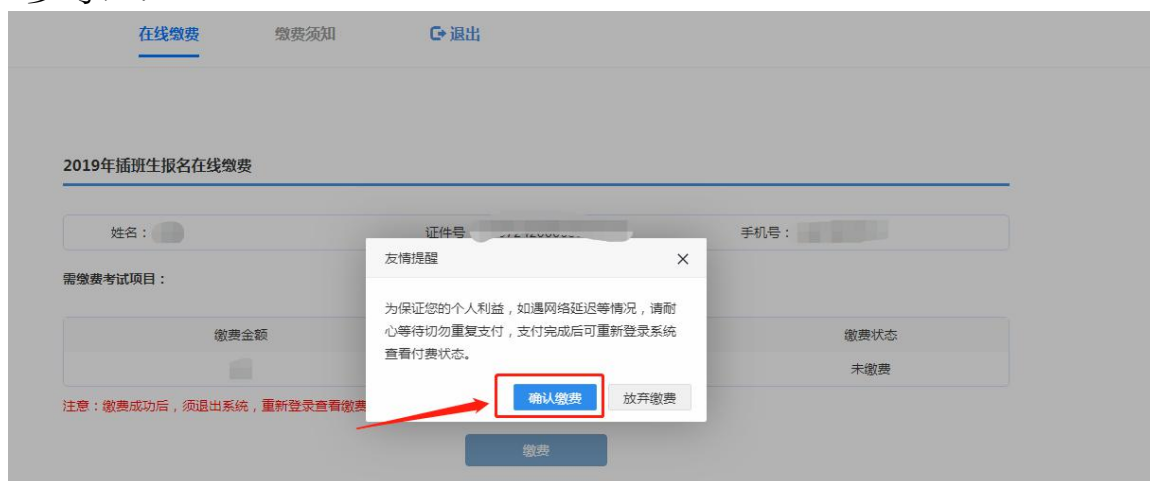 在线缴费 缴费须知 退出
2019年插班生报名在线缴费
姓名： 证件号 手机号：
友情提醒
需缴费考试项目：
为保证您的个人利益，如遇网络延迟等情况，请耐
心等待切勿重复支付，支付完成后可重新登录系统
查看付费状态。
缴费金额 缴费状态
未缴费
确认缴费 放弃缴费
注意：缴费成功后，须退出系统，重新登录查看缴费
缴费